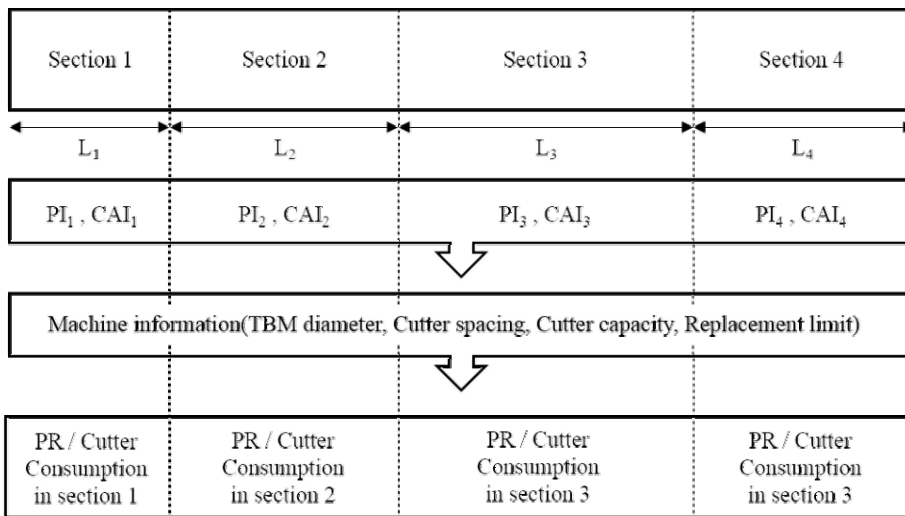 Section 1 Section 2 Section 3 Section 4
L₁ L₂ L₃ L₄
PI₁ , CAI₁ PI₂ , CAI₂ PI₃ , CAI₃ PI₄ , CAI₄
Machine information(TBM diameter, Cutter spacing, Cutter capacity, Replacement limit)
PR / Cutter
Consumption
in section 1
PR / Cutter
Consumption
in section 2
PR / Cutter
Consumption
in section 3
PR / Cutter
Consumption
in section 3